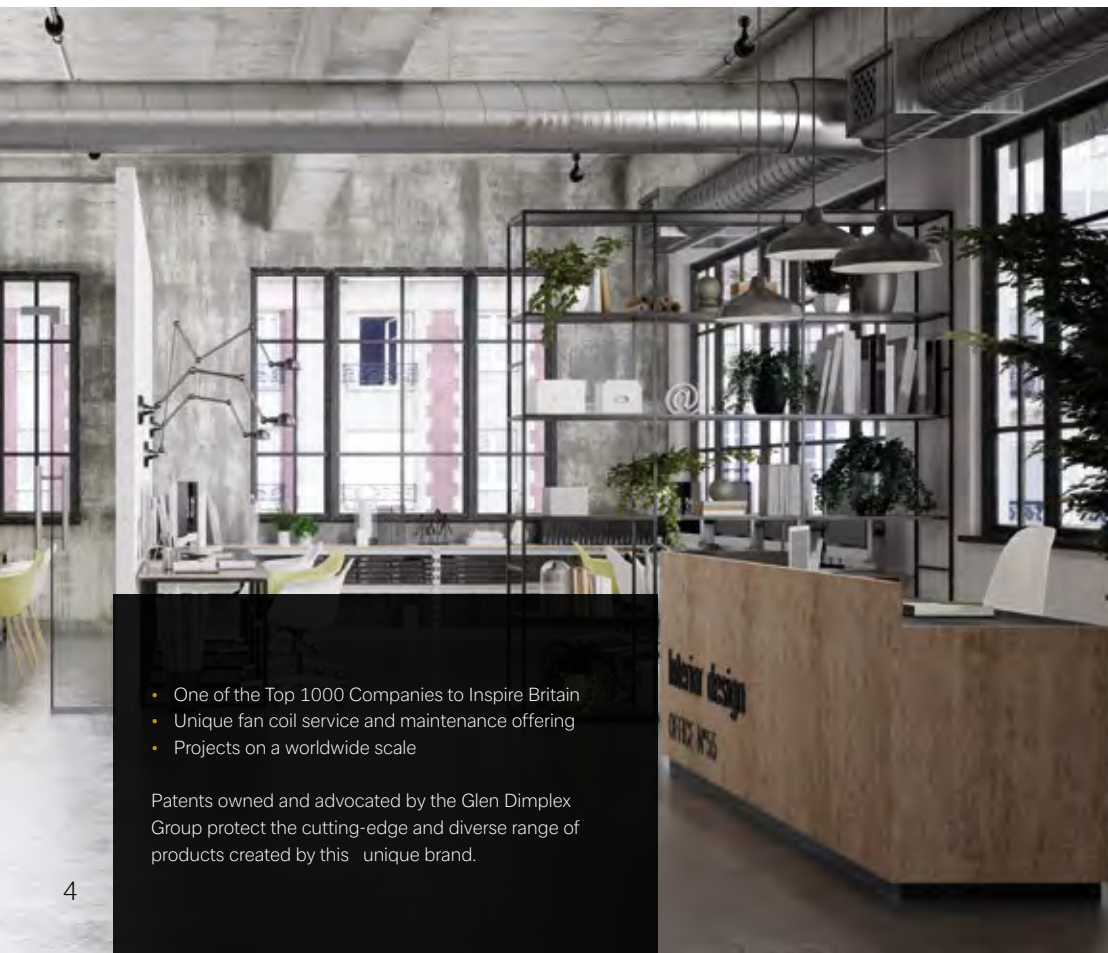 @
Interior design
OFFICE Nº55
• One of the Top 1000 Companies to Inspire Britain
• Unique fan coil service and maintenance offering
• Projects on a worldwide scale
Patents owned and advocated by the Glen Dimplex
Group protect the cutting-edge and diverse range of
products created by this unique brand.
4